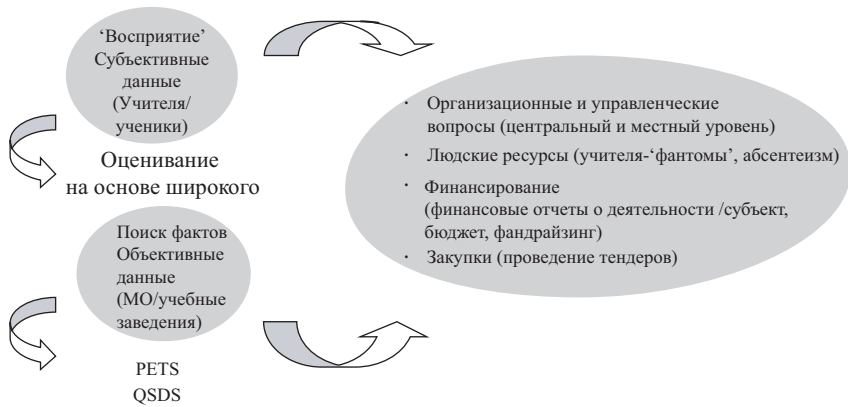 ‘Восприятие’
Субъективные
данные
(Учителя/
ученики)
Оценивание
на основе широкого
Поиск фактов
Объективные
данные
(МО/учебные
заведения)
PETS
QSDS
· Организационные и управленческие
вопросы (центральный и местный уровень)
· Людские ресурсы (учителя-‘фантомы’, абсентеизм)
· Финансирование
(финансовые отчеты о деятельности /субъект,
бюджет, фандрайзинг)
· Закупки (проведение тендеров)